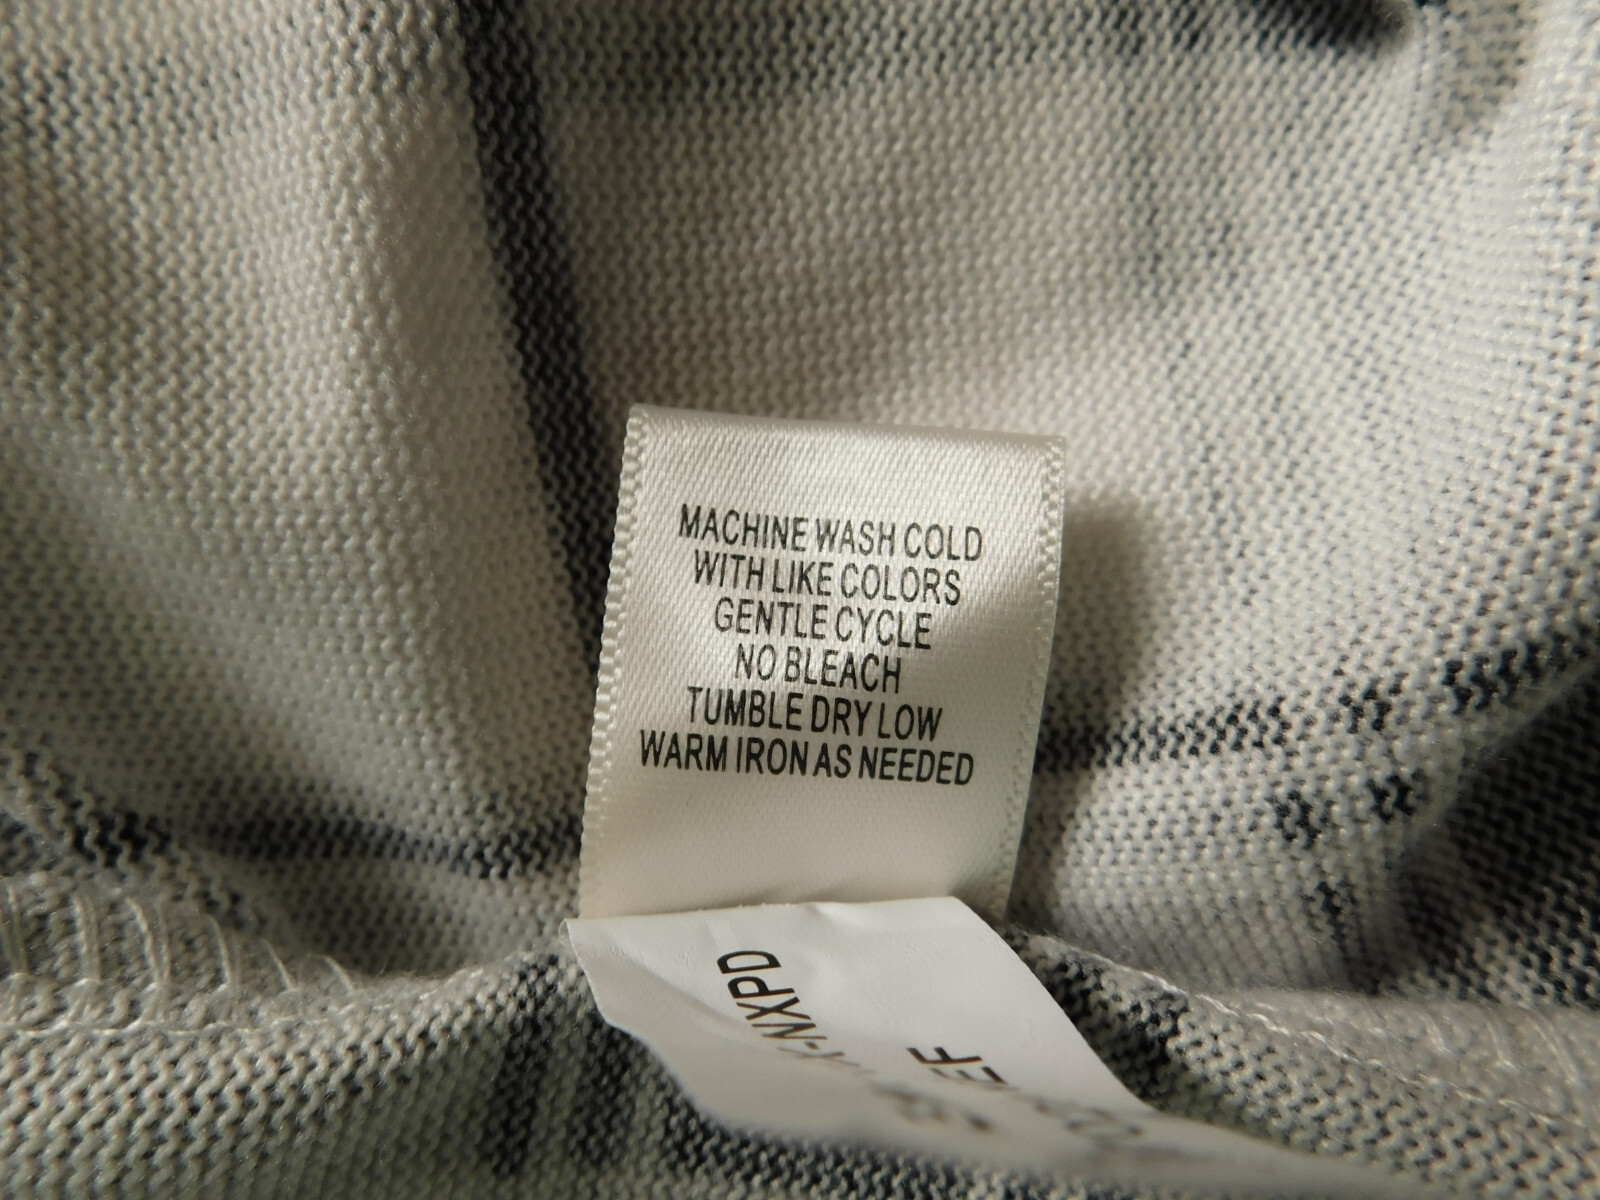 MACHINE WASH COLD
WITH LIKE COLORS
GENTLE CYCLE
NO BLEACH
TUMBLE DRY LOW
WARM IRON AS NEEDED